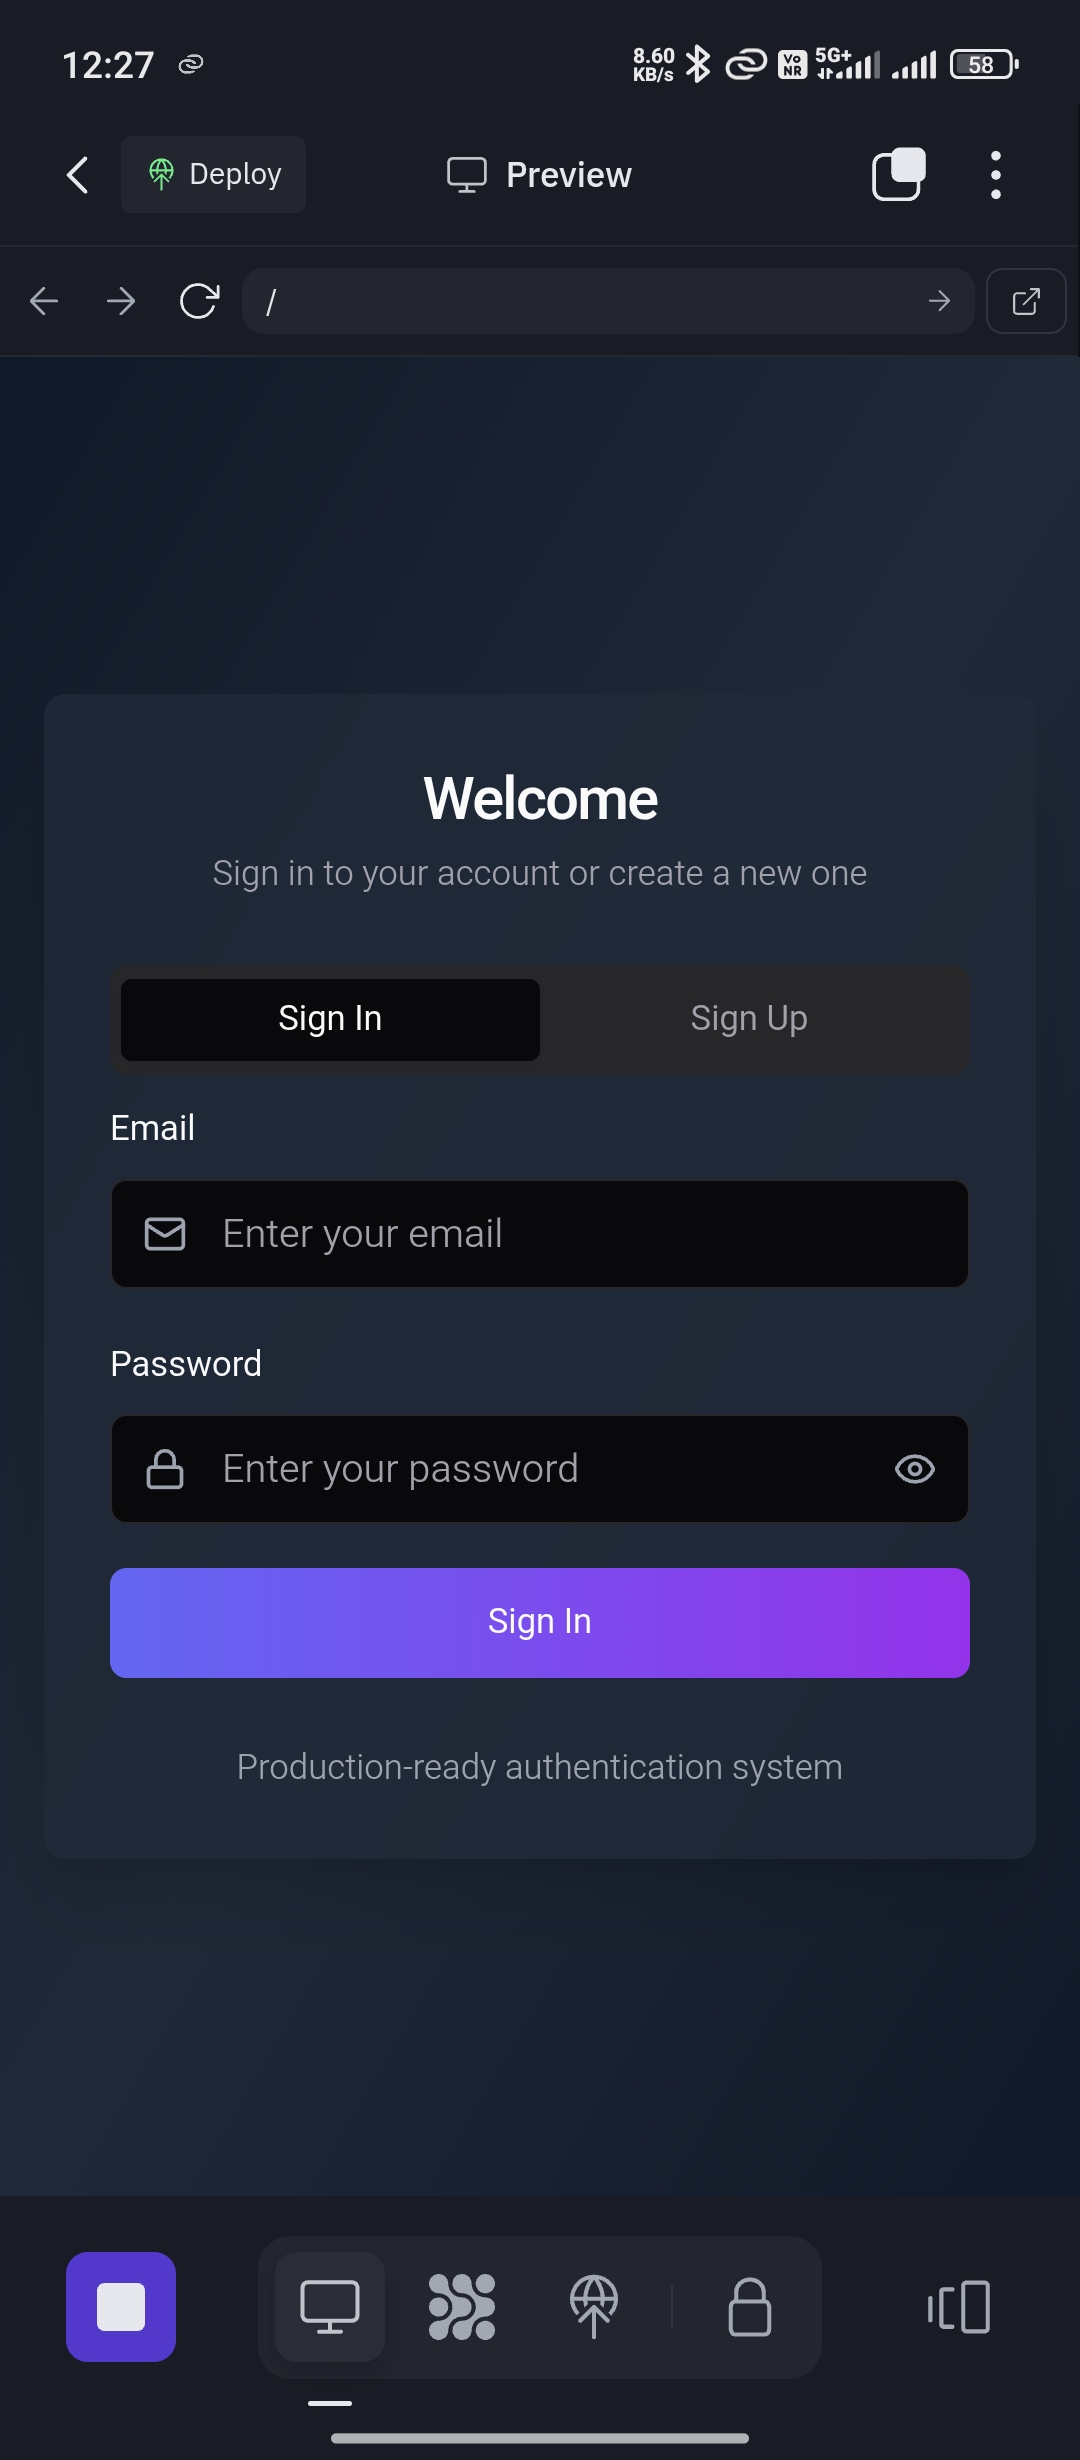 12:27
8.60
KB/s
Vo
NR
5G+
58
Deploy
Preview
/
Welcome
Sign in to your account or create a new one
Sign In
Sign Up
Email
Enter your email
Password
Enter your password
Sign In
Production-ready authentication system